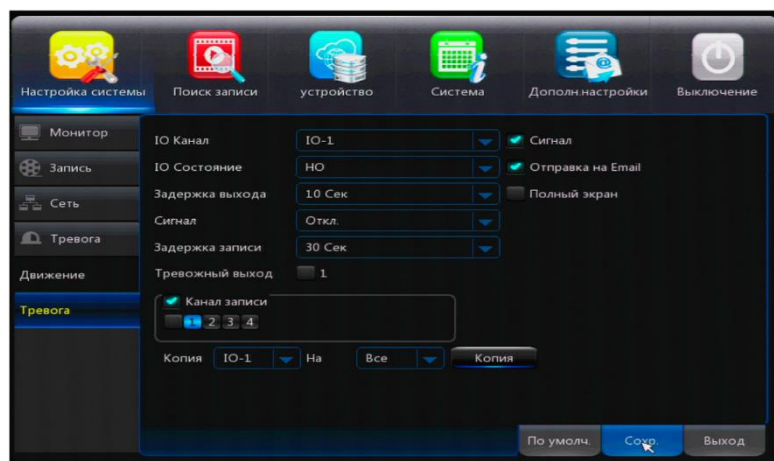 Настройка системы
Поиск записи
устройство
Система
Дополн.настройки
Выключение
Монитор
Запись
Сеть
Тревога
Движение
Тревога
IO Канал IO-1 Сигнал
IO Состояние НО Отправка на Email
Задержка выхода 10 Сек Полный экран
Сигнал Откл.
Задержка записи 30 Сек
Тревожный выход 1
Канал записи
1 2 3 4
Копия IO-1 На Все Копия
По умолч. Сохр. Выход